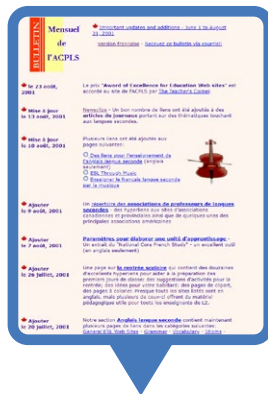 BULLETIN
Mensuel
de
l'ACPLS
Important updates and additions - June 1 to August
23, 2001
Version française - Recevez ce bulletin via courriel
le 23 août,
2001
Le prix "Award of Excellence for Education Web sites" est
accordé au site de l'ACPLS par The Teacher's Corner
Mise à jour
le 13 août, 2001
Nouvelles - Un bon nombre de liens ont été ajoutés à des
articles de journaux portant sur des thématiques touchant
aux langues secondes.
Mise à jour
le 10 août, 2001
Plusieurs liens ont été ajoutés aux
pages suivantes:
Des liens pour l'enseignement de
l'anglais langue seconde (anglais
seulement)
ESL Through Music
Enseigner le français langue seconde
par la musique
Ajouter
le 9 août, 2001
Un répertoire des associations de professeurs de langues
secondes - des hyperliens aux sites d'associations
canadiennes et provinciales ainsi que de quelques unes des
principales associations américaines
Ajouter
le 7 août, 2001
Paramètres pour élaborer une unité d'apprentissage -
Un extrait du "National Core French Study" - un excellent outil
(en anglais seulement)
Ajouter
le 26 juillet, 2001
Une page sur la rentrée scolaire qui contient des douzaines
d'excellents hyperliens pour aider à la préparation des
premiers jours de classe: des suggestions d'activités pour la
rentrée; des idées pour votre babillard; des pages de clipart,
des pages à colorier. Presque touts les sites listés sont en
anglais, mais plusieurs de ceux-ci offrent du matériel
pédagogique utile pour touts les enseignants de L2.
Ajouter
le 20 juillet, 2001
Notre section Anglais langue seconde contient maintenant
plusieurs pages de liens dans les catégories suivantes:
General ESL Web Sites - Grammar - Vocabulary - Idioms -